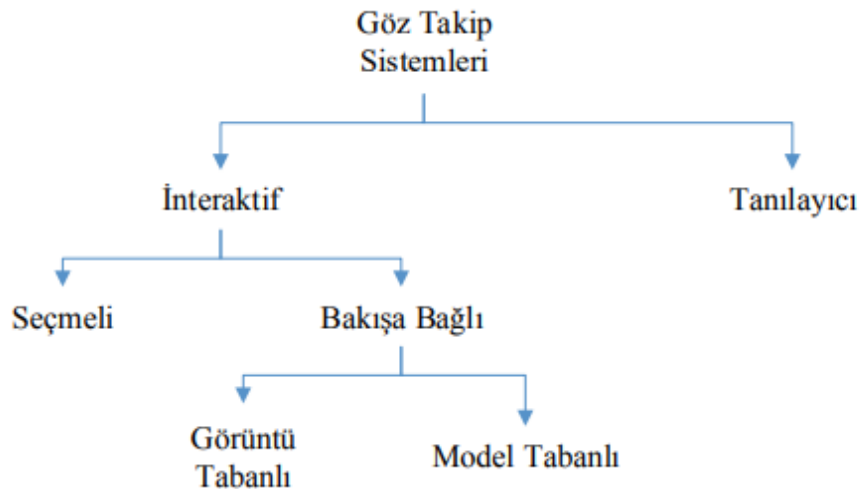 Göz Takip
Sistemleri
İnteraktif
Tanılayıcı
Seçmeli
Bakışa Bağlı
Görüntü
Tabanlı
Model Tabanlı